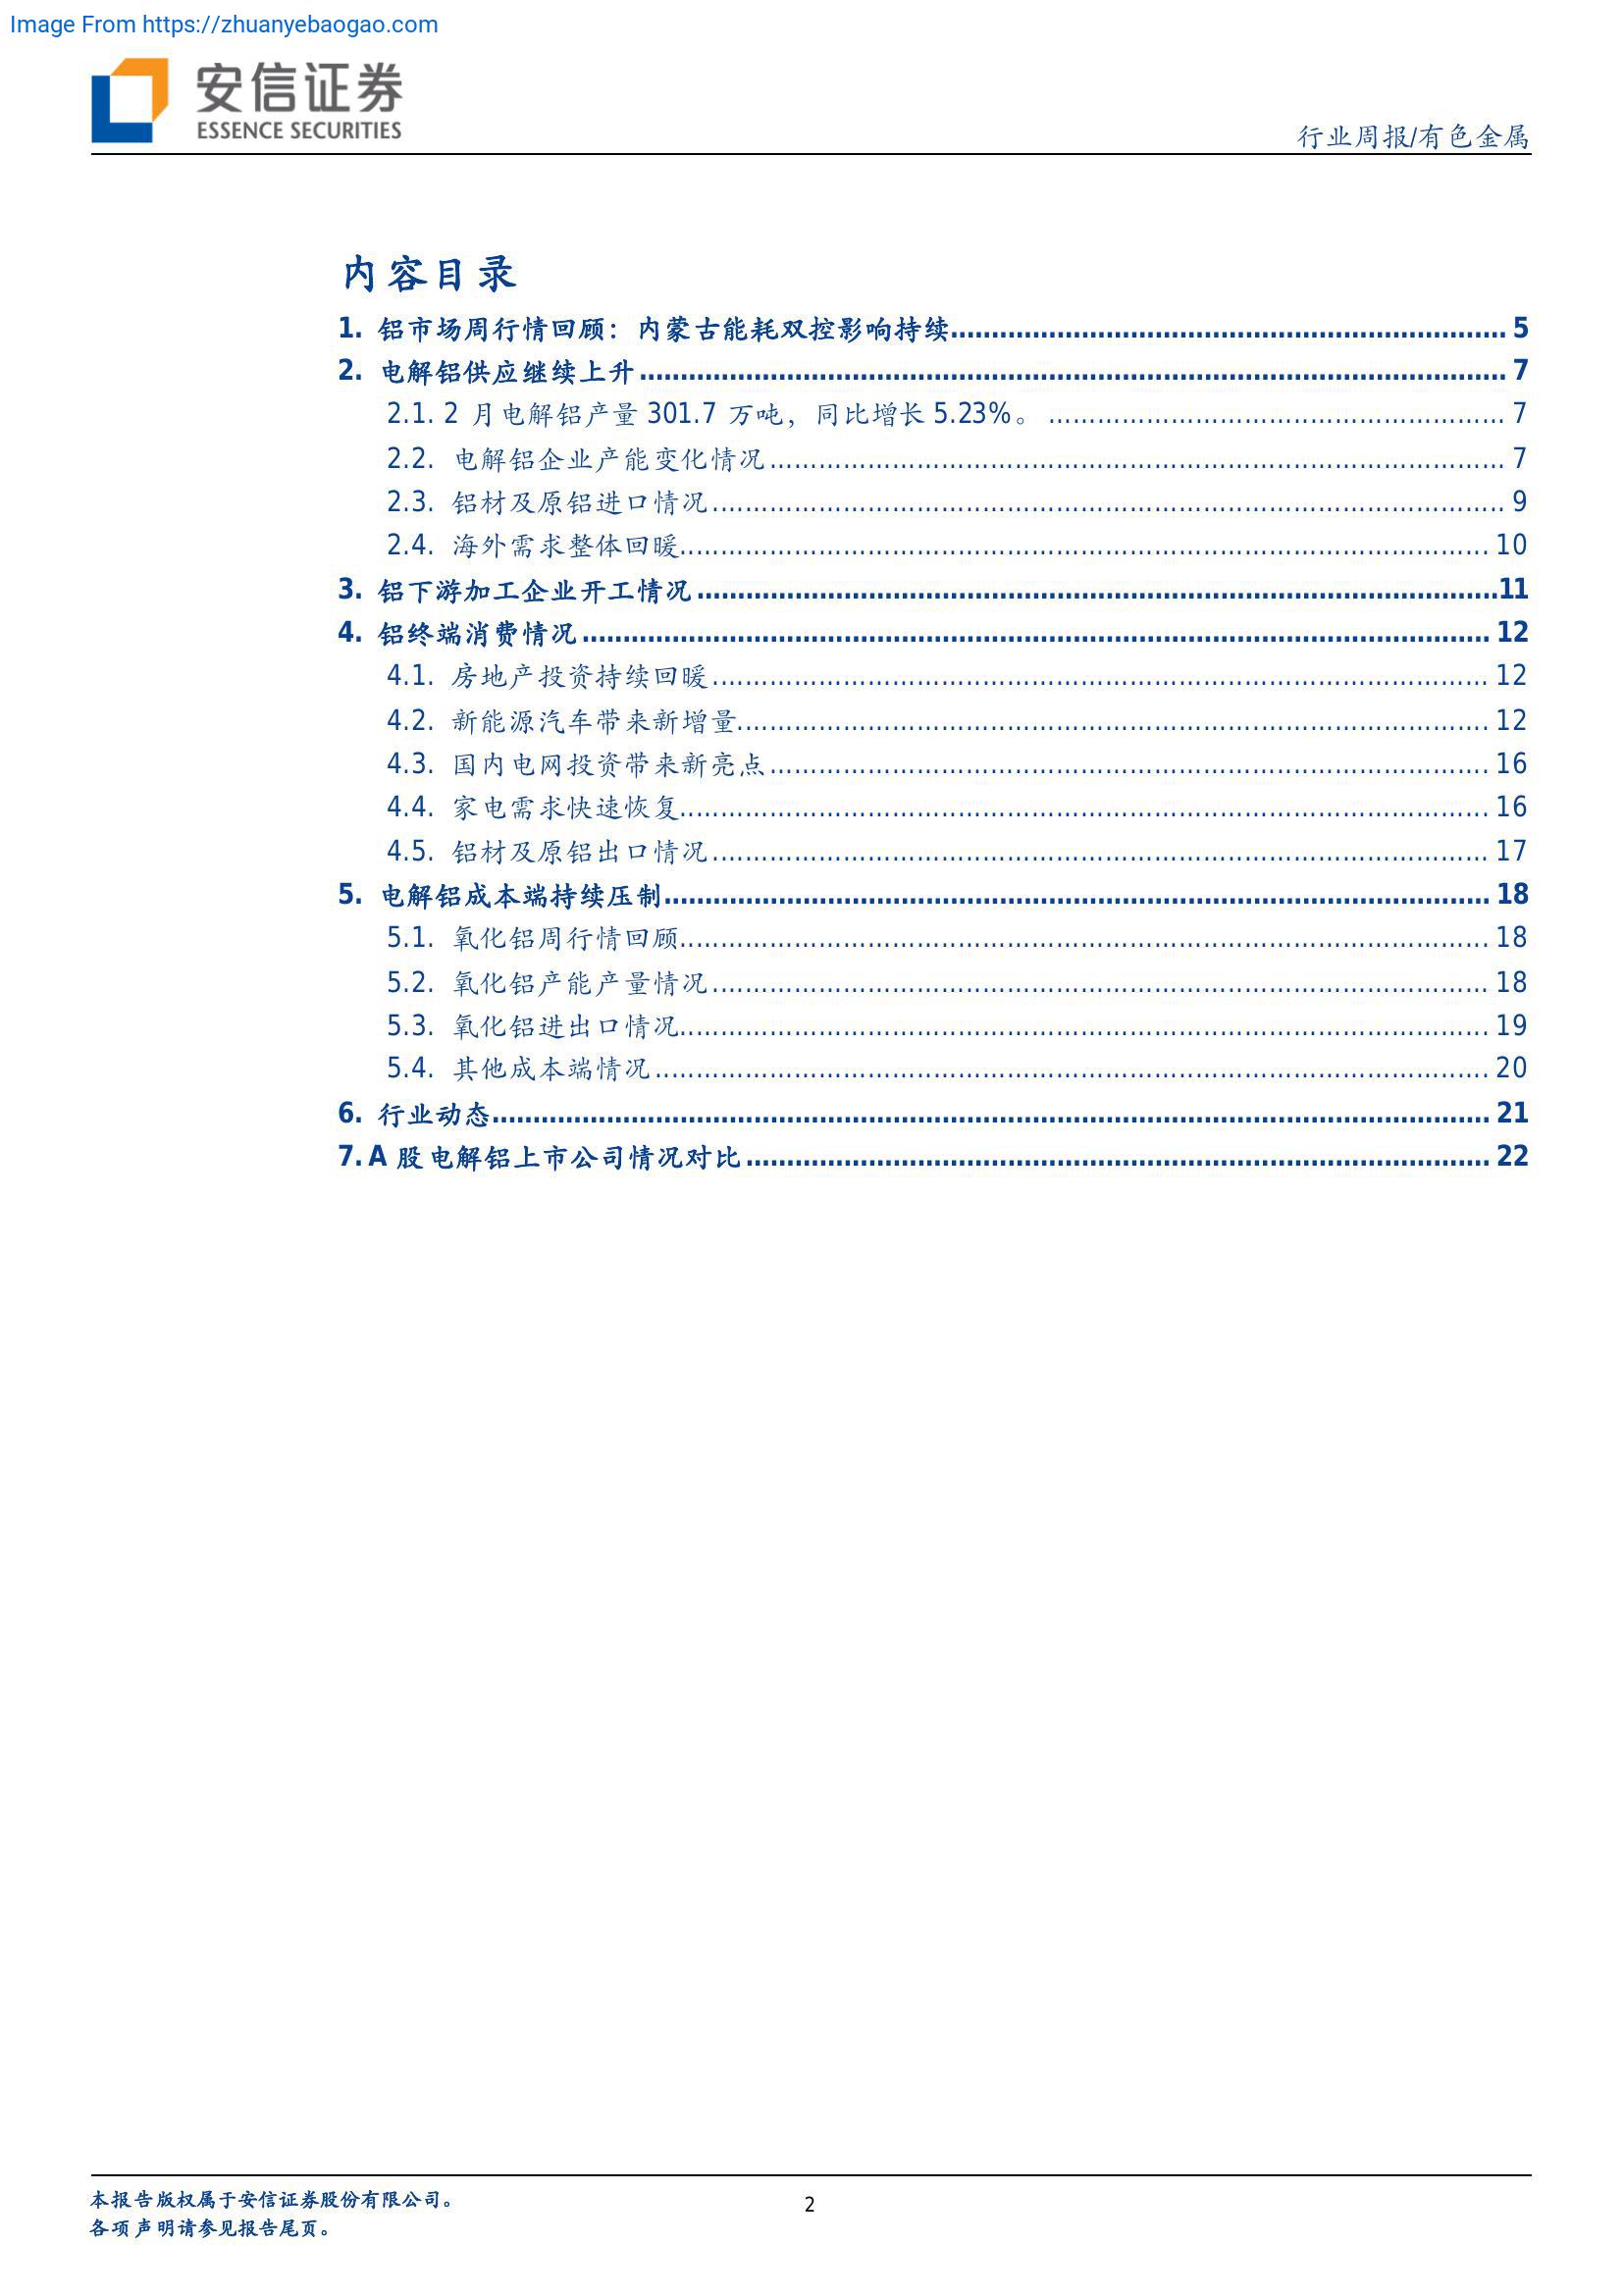 Image From https://zhuanyebaogao.com
安信证券
ESSENCE SECURITIES
行业周报/有色金属
内容目录
1. 铝市场周行情回顾：内蒙古能耗双控影响持续 5
2. 电解铝供应继续上升 7
2.1. 2 月电解铝产量 301.7 万吨，同比增长 5.23%。 7
2.2. 电解铝企业产能变化情况 7
2.3. 铝材及原铝进口情况 9
2.4. 海外需求整体回暖 10
3. 铝下游加工企业开工情况 11
4. 铝终端消费情况 12
4.1. 房地产投资持续回暖 12
4.2. 新能源汽车带来新增量 12
4.3. 国内电网投资带来新亮点 16
4.4. 家电需求快速恢复 16
4.5. 铝材及原铝出口情况 17
5. 电解铝成本端持续压制 18
5.1. 氧化铝周行情回顾 18
5.2. 氧化铝产能产量情况 18
5.3. 氧化铝进出口情况 19
5.4. 其他成本端情况 20
6. 行业动态 21
7. A 股电解铝上市公司情况对比 22
本报告版权属于安信证券股份有限公司。
2
各项声明请参见报告尾页。